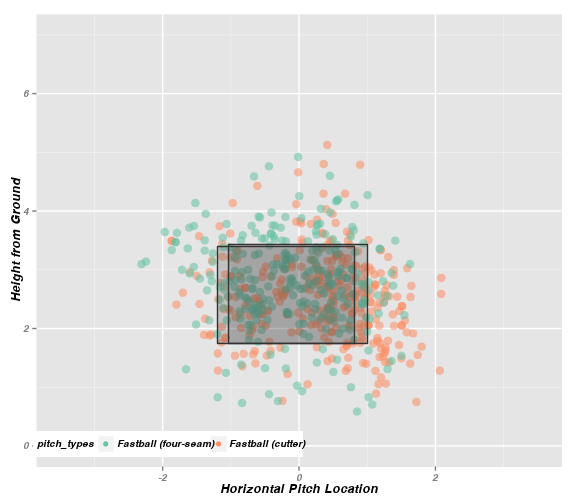 Height from Ground
6
4
2
0
pitch_types Fastball (four-seam) Fastball (cutter)
-2 0 2
Horizontal Pitch Location